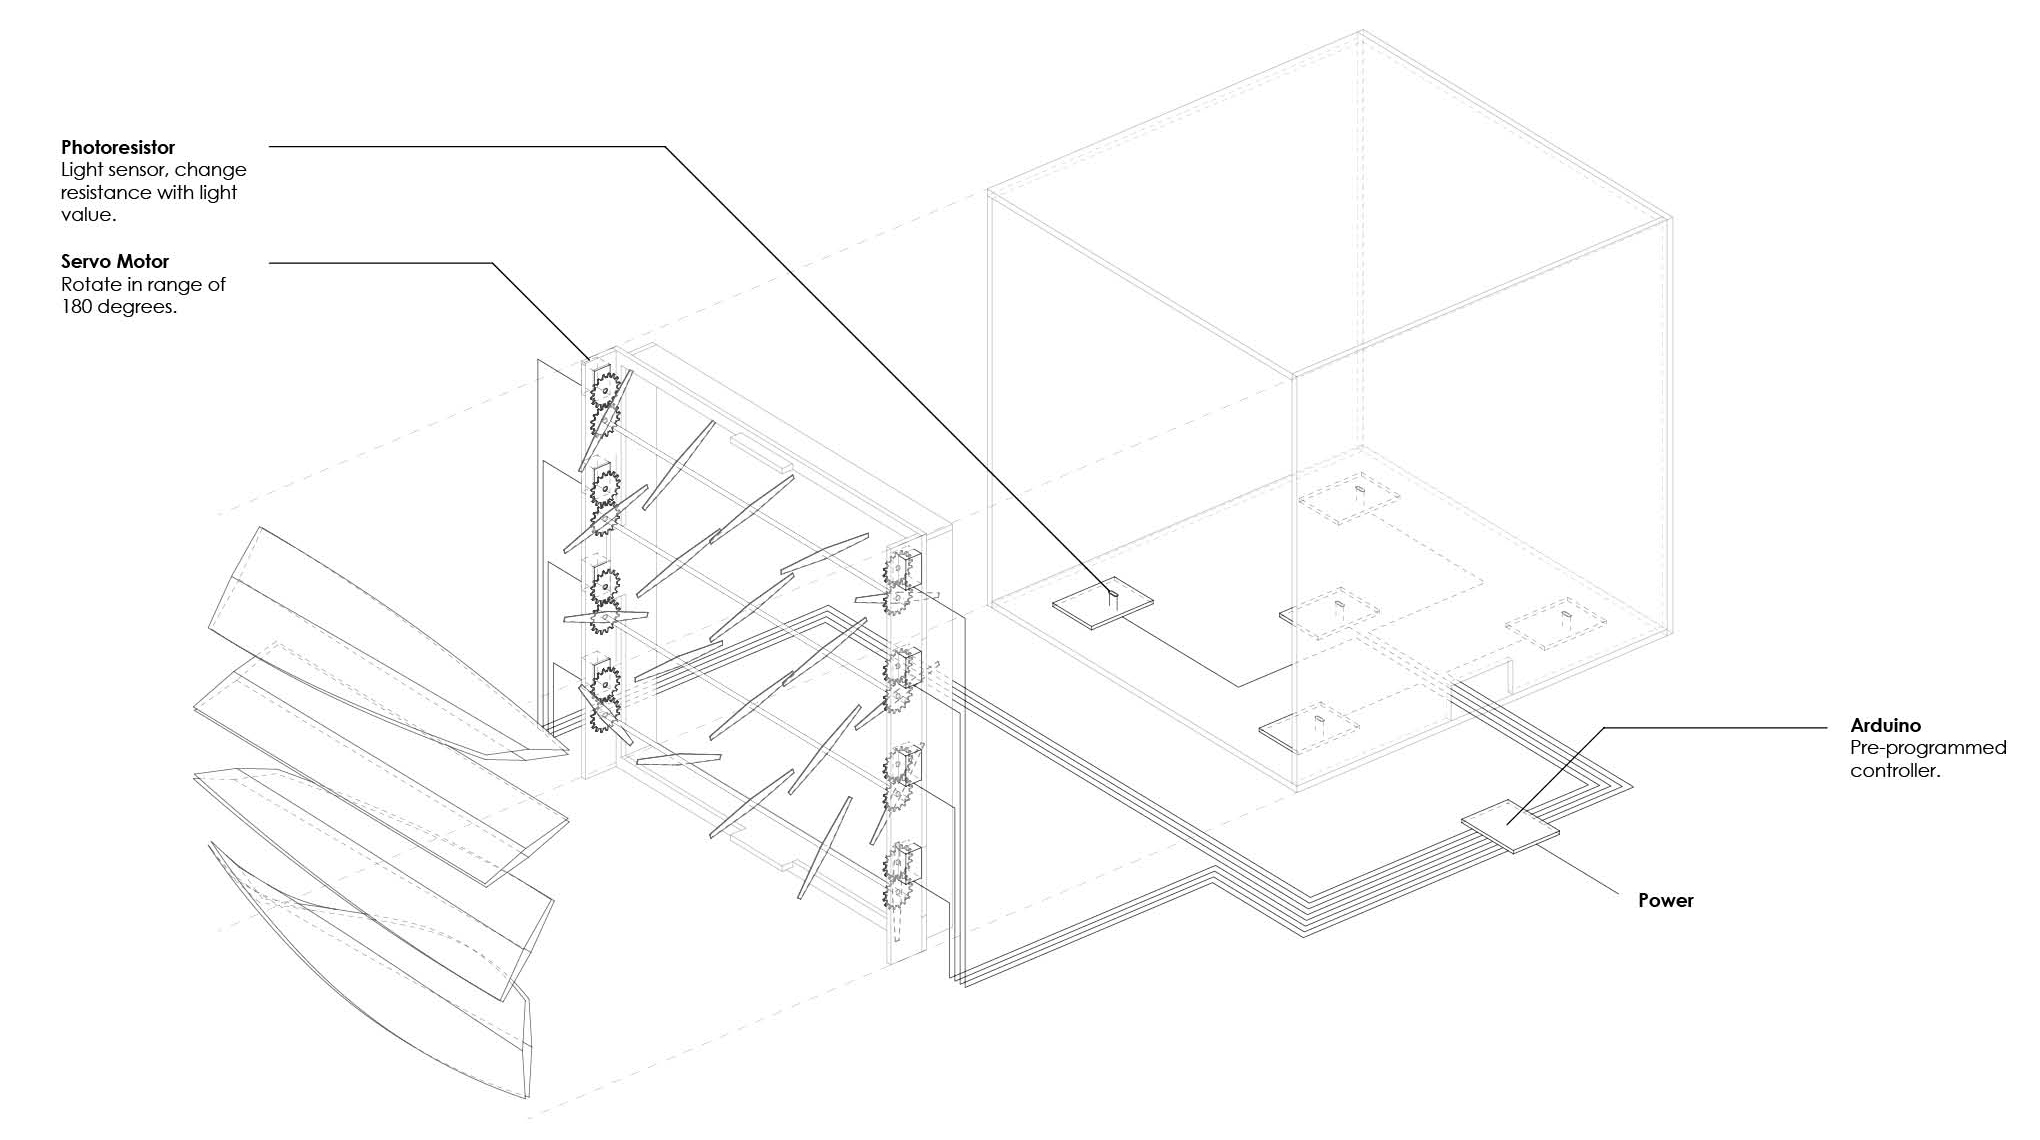 Photoresistor
Light sensor, change
resistance with light
value.
Servo Motor
Rotate in range of
180 degrees.
Arduino
Pre-programmed
controller.
Power